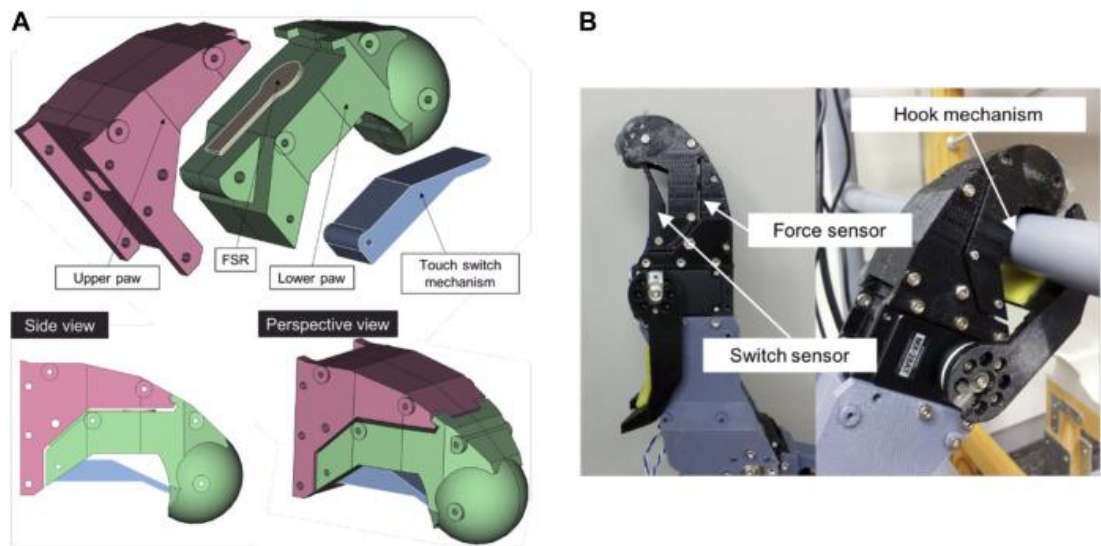 A
Upper paw
FSR
Lower paw
Touch switch
mechanism
Side view
Perspective view
B
Hook mechanism
Force sensor
Switch sensor